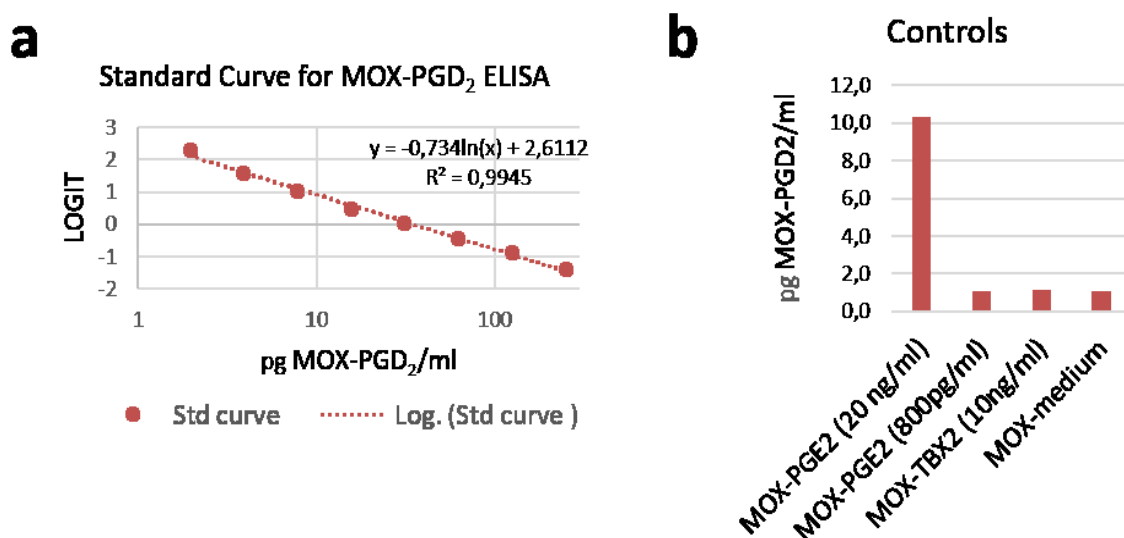 a
Standard Curve for MOX-PGD₂ ELISA
3
2
1
0
-1
-2
LOGIT
y = -0,734ln(x) + 2,6112
R² = 0,9945
1
10
100
pg MOX-PGD₂/ml
Std curve
Log. (Std curve )
b
Controls
12,0
10,0
8,0
6,0
4,0
2,0
0,0
pg MOX-PGD2/ml
MOX-PGE2 (20 ng/ml)
MOX-PGE2 (800pg/ml)
MOX-TBX2 (10ng/ml)
MOX-medium